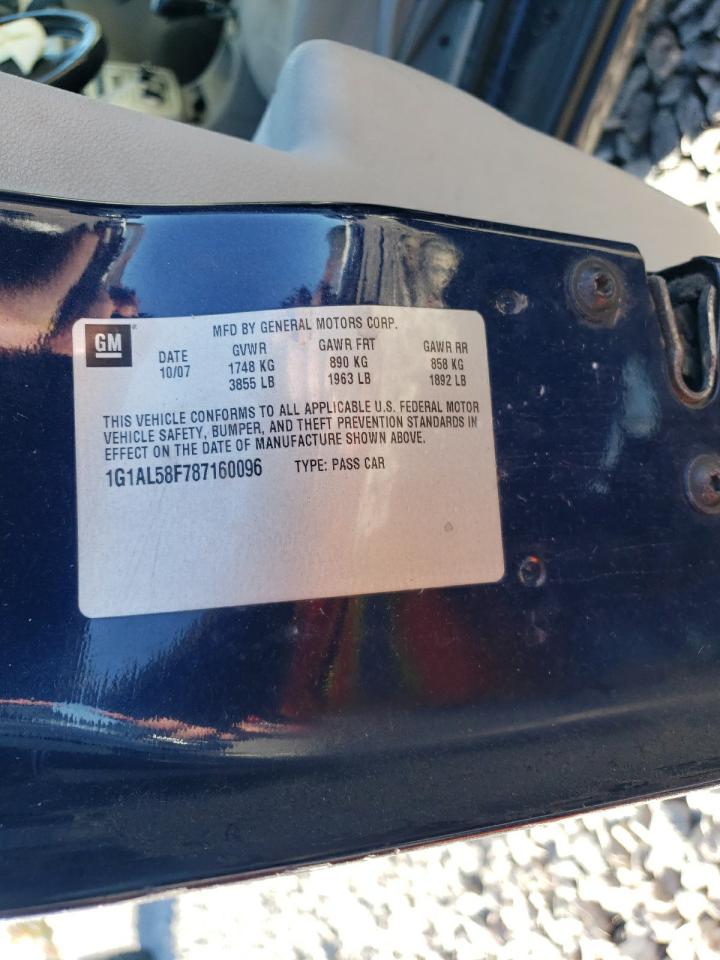 GM
MFD BY GENERAL MOTORS CORP.
DATE GVWR GAWR FRT GAWR RR
10/07 1748 KG 890 KG 858 KG
3855 LB 1963 LB 1892 LB
THIS VEHICLE CONFORMS TO ALL APPLICABLE U.S. FEDERAL MOTOR
VEHICLE SAFETY, BUMPER, AND THEFT PREVENTION STANDARDS IN
EFFECT ON THE DATE OF MANUFACTURE SHOWN ABOVE.
1G1AL58F787160096 TYPE: PASS CAR